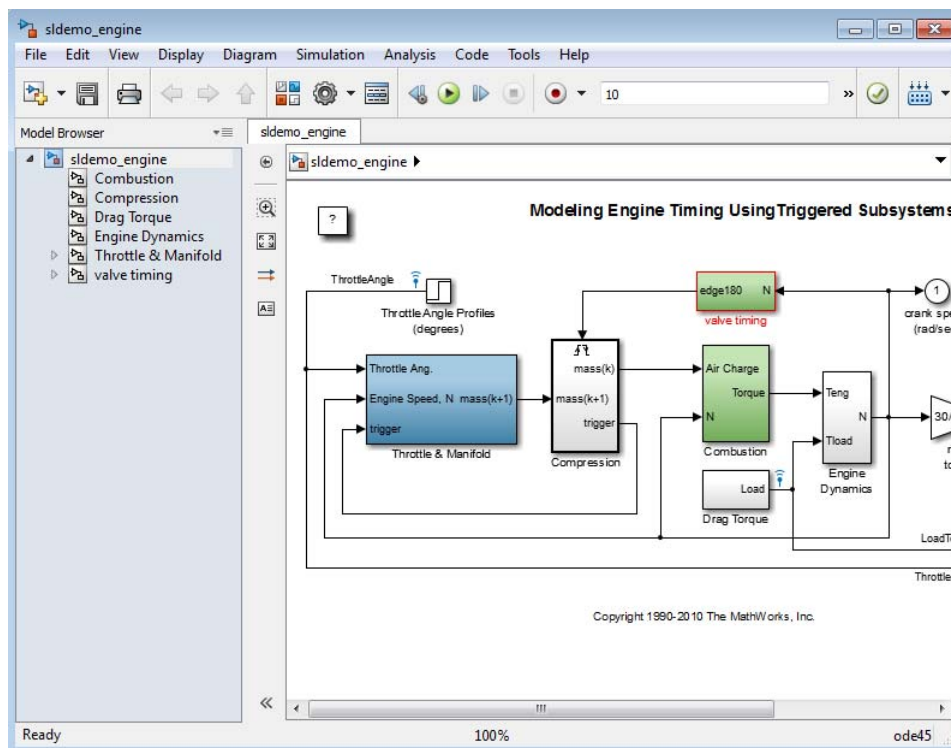 sldemo_engine
File Edit View Display Diagram Simulation Analysis Code Tools Help
10 »
Model Browser
sldemo_engine
sldemo_engine
Combustion
Compression
Drag Torque
Engine Dynamics
Throttle & Manifold
valve timing
sldemo_engine
?
Modeling Engine Timing Using Triggered Subsystems
ThrottleAngle
Throttle Angle Profiles
(degrees)
edge180 N
valve timing
1
crank spe
(rad/se
Throttle Ang.
Engine Speed, N mass(k+1)
trigger
Throttle & Manifold
mass(k)
mass(k+1)
trigger
Compression
Air Charge
Torque
N
Combustion
Teng
N
Tload
Engine
Dynamics
30/
Load
Drag Torque
LoadTo
Throttle
Copyright 1990-2010 The MathWorks, Inc.
Ready 100% ode45